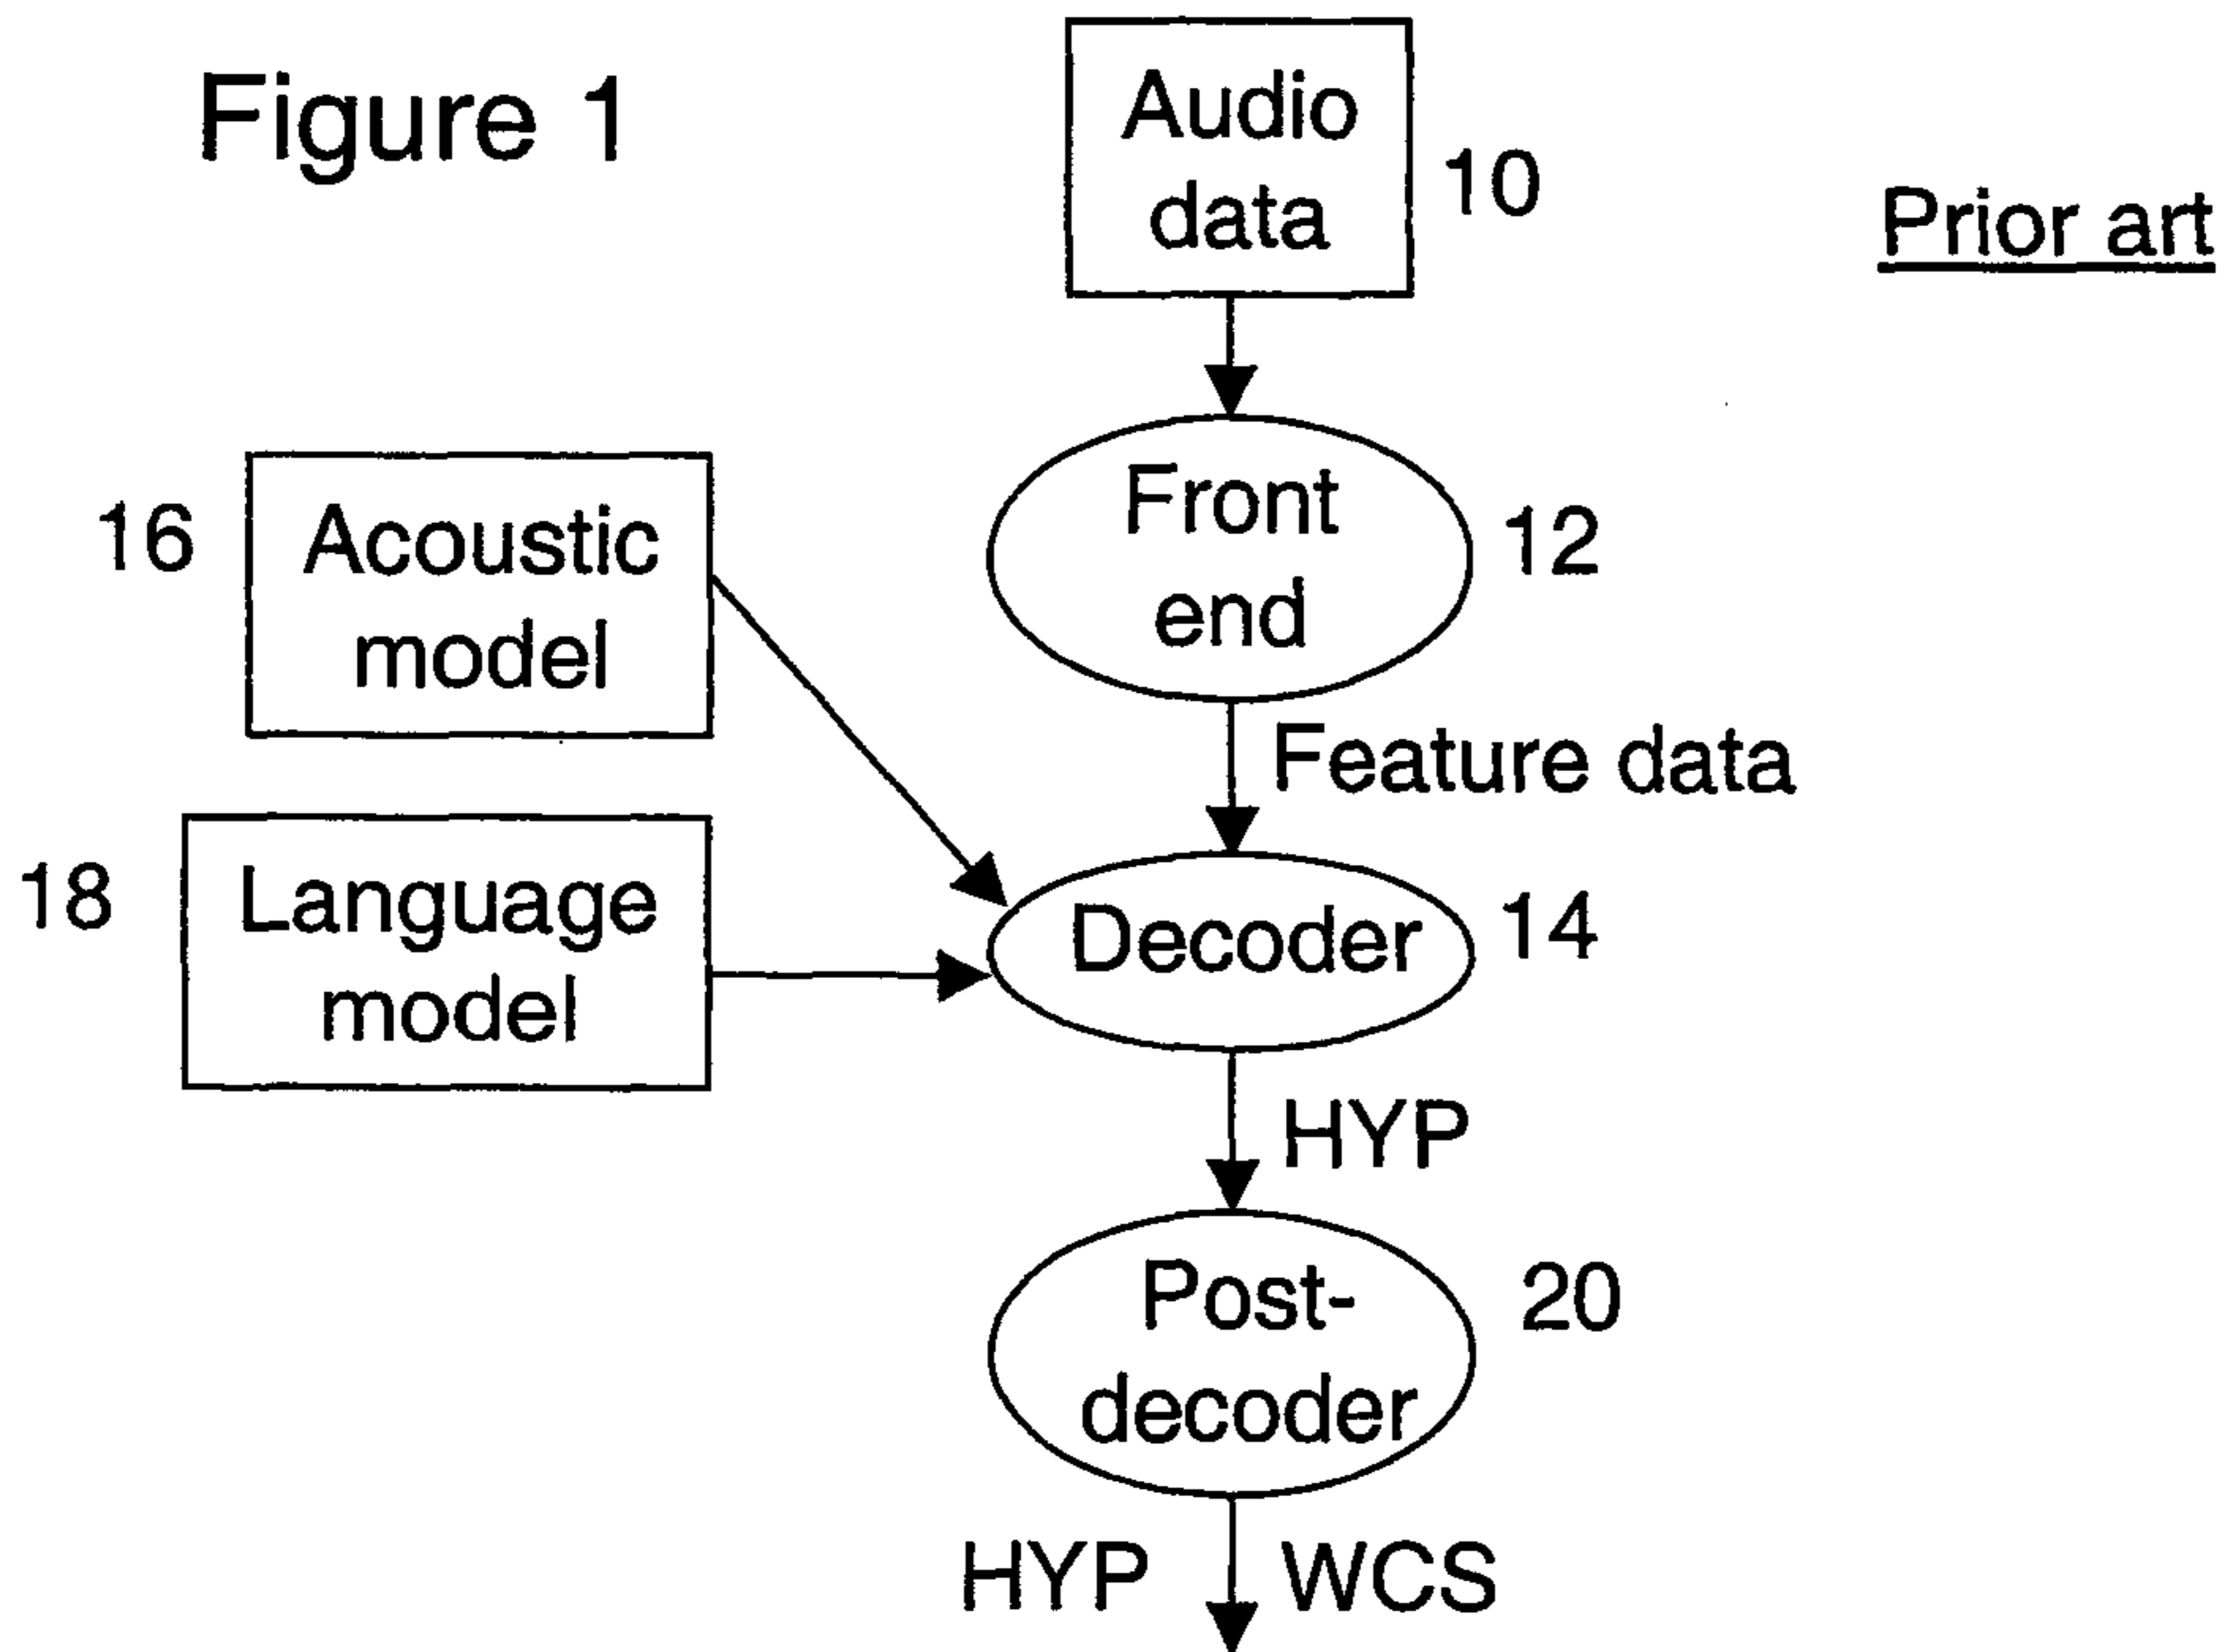 Figure 1
Audio
data
10
Prior art
Front
end
12
16
Acoustic
model
Feature data
18
Language
model
Decoder
14
HYP
Post-
decoder
20
HYP
WCS